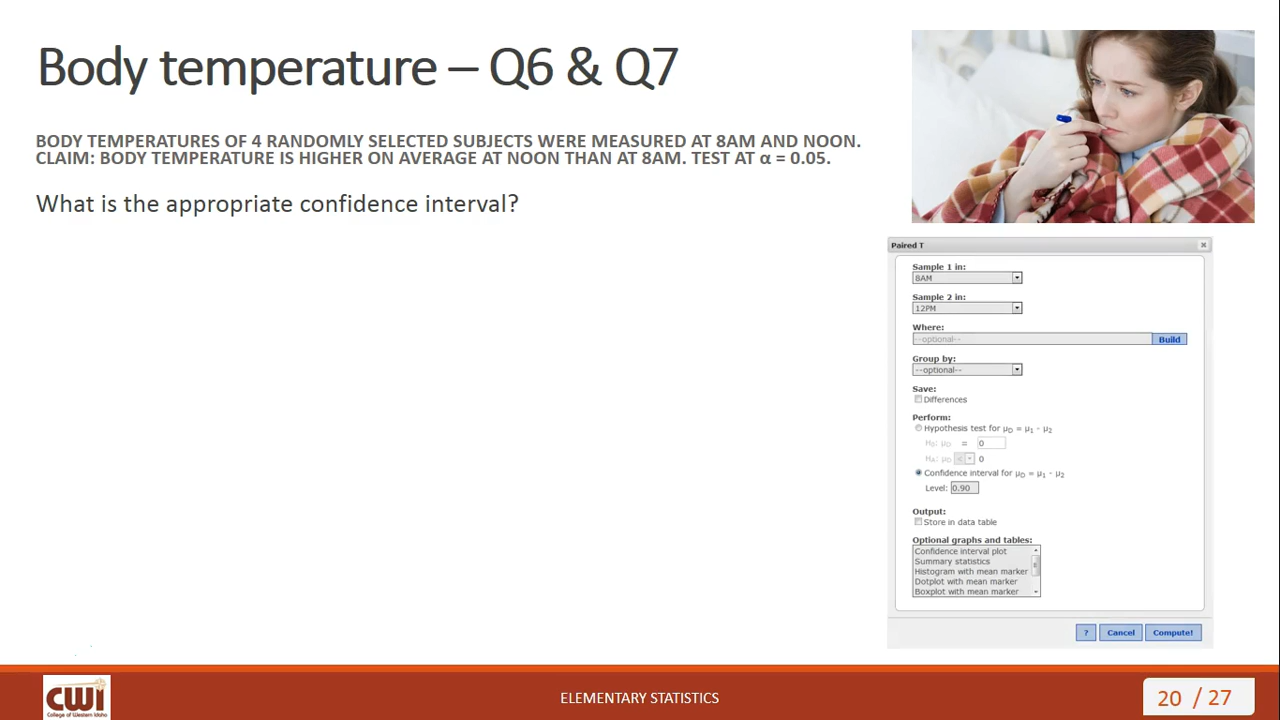 Body temperature – Q6 & Q7
BODY TEMPERATURES OF 4 RANDOMLY SELECTED SUBJECTS WERE MEASURED AT 8AM AND NOON.
CLAIM: BODY TEMPERATURE IS HIGHER ON AVERAGE AT NOON THAN AT 8AM. TEST AT α = 0.05.
What is the appropriate confidence interval?
Paired T
Sample 1 in:
8AM
Sample 2 in:
12PM
Where:
--optional--
Build
Group by:
--optional--
Save:
Differences
Perform:
Hypothesis test for μD = μ1 - μ2
H0: μD = 0
HA: μD < 0
Confidence interval for μD = μ1 - μ2
Level: 0.90
Output:
Store in data table
Optional graphs and tables:
Confidence interval plot
Summary statistics
Histogram with mean marker
Dotplot with mean marker
Boxplot with mean marker
? Cancel Compute!
CWI
College of Western Idaho
ELEMENTARY STATISTICS
20 / 27